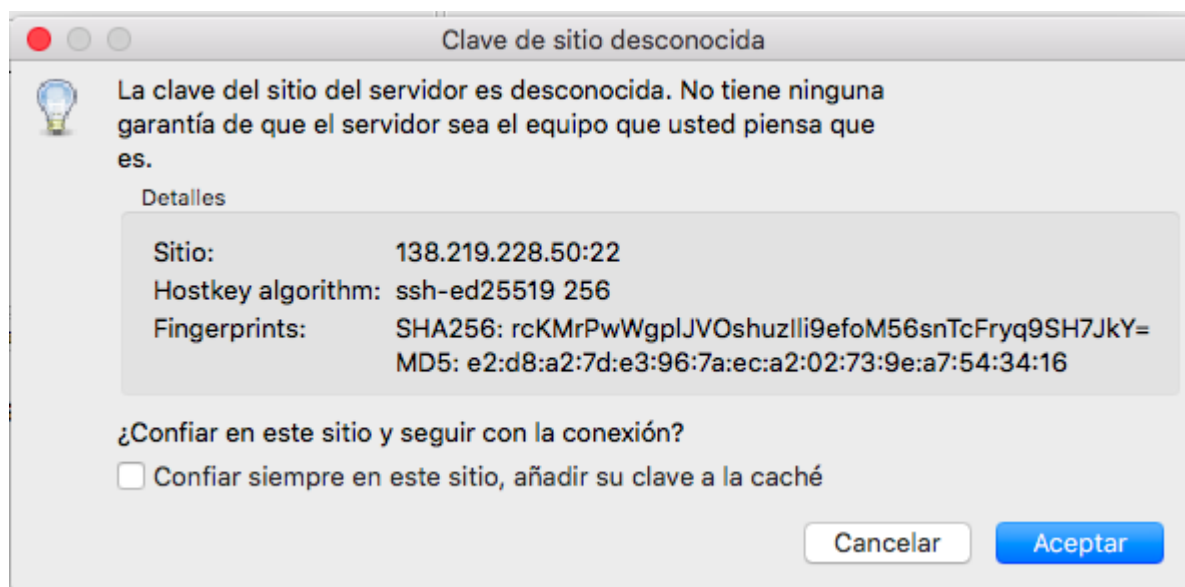 Clave de sitio desconocida
La clave del sitio del servidor es desconocida. No tiene ninguna
garantía de que el servidor sea el equipo que usted piensa que
es.
Detalles
Sitio: 138.219.228.50:22
Hostkey algorithm: ssh-ed25519 256
Fingerprints: SHA256: rcKMrPwWgplJVOshuzIli9efoM56snTcFryq9SH7JkY=
MD5: e2:d8:a2:7d:e3:96:7a:ec:a2:02:73:9e:a7:54:34:16
¿Confiar en este sitio y seguir con la conexión?
Confiar siempre en este sitio, añadir su clave a la caché
Cancelar Aceptar